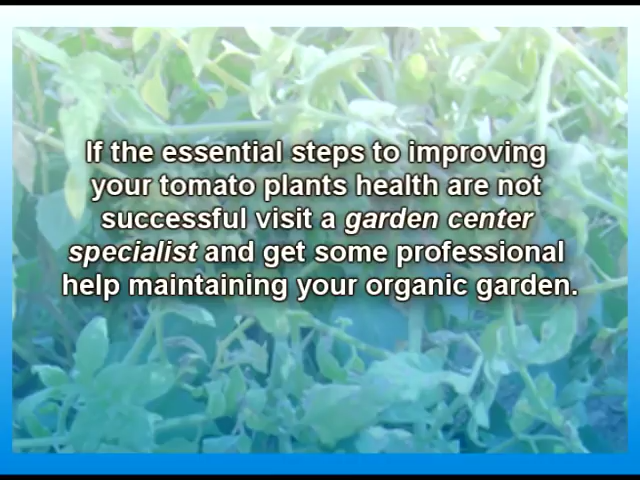 If the essential steps to improving
your tomato plants health are not
successful visit a garden center
specialist and get some professional
help maintaining your organic garden.